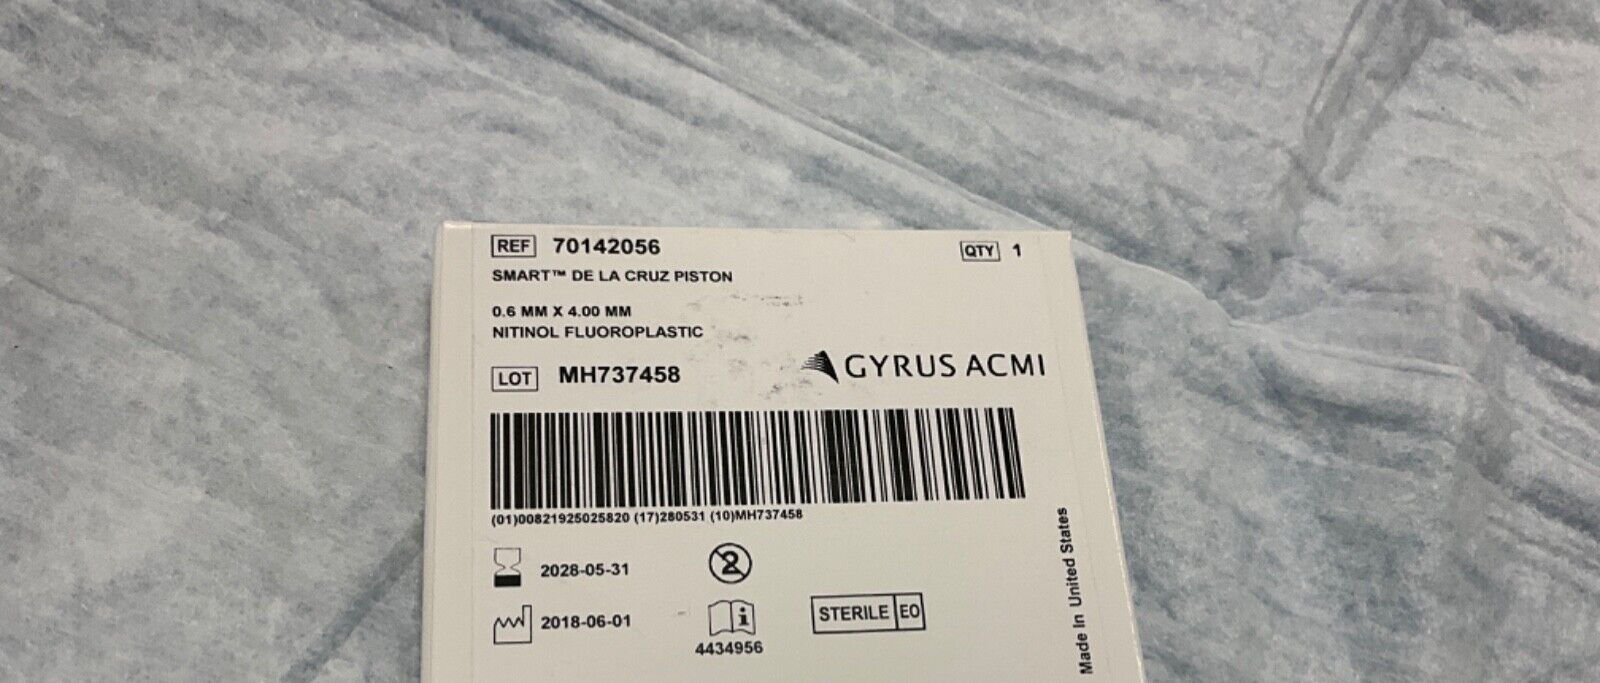 REF 70142056
QTY 1
SMART™ DE LA CRUZ PISTON
0.6 MM X 4.00 MM
NITINOL FLUOROPLASTIC
GYRUS ACMI
LOT MH737458
(01)00821925025820 (17)280531 (10)MH737458
2028-05-31
2
2018-06-01
i
4434956
STERILE EO
Made In United States